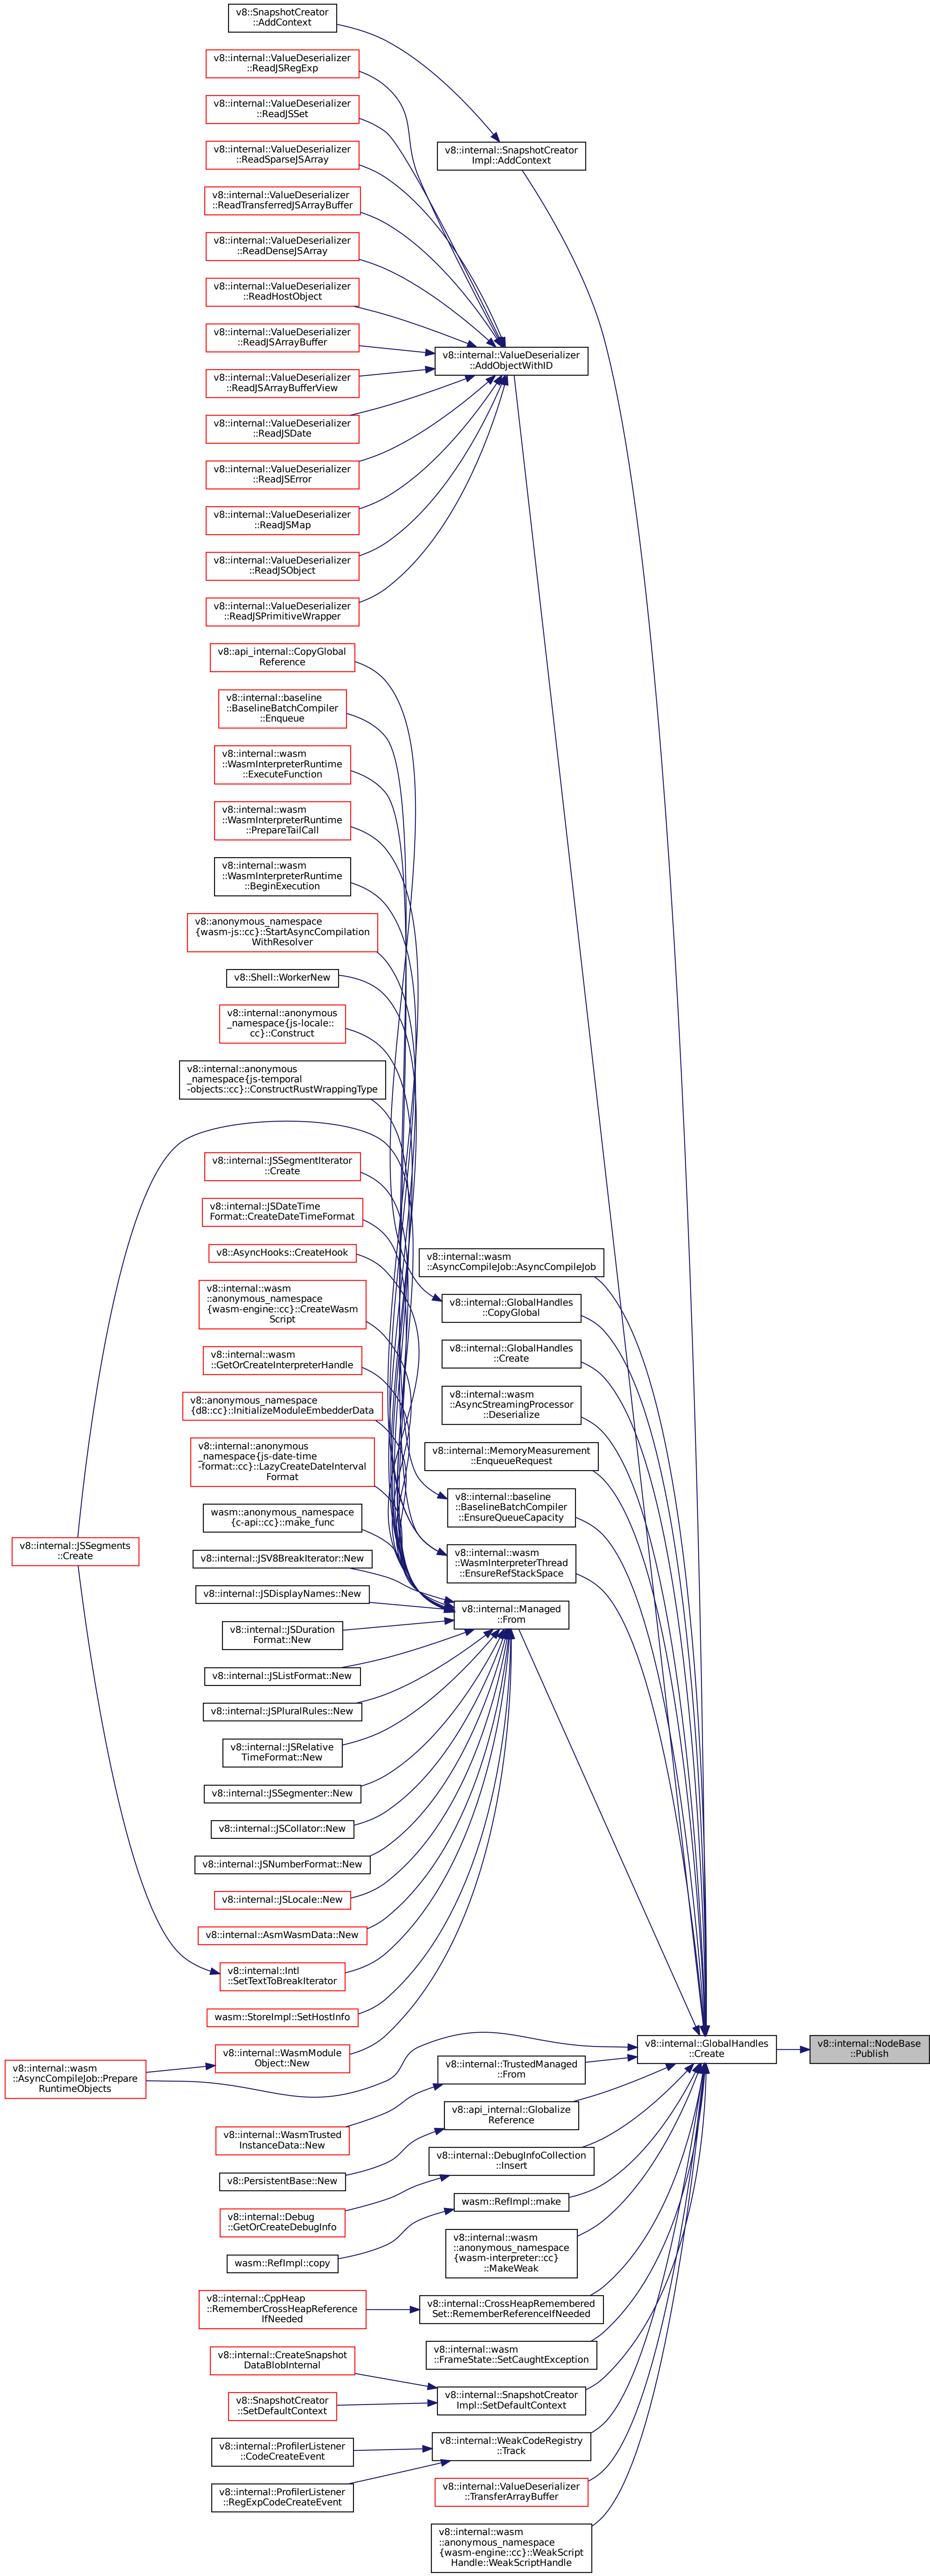 v8::SnapshotCreator
::AddContext
v8::internal::ValueDeserializer
::ReadJSRegExp
v8::internal::ValueDeserializer
::ReadJSSet
v8::internal::SnapshotCreator
Impl::AddContext
v8::internal::ValueDeserializer
::ReadSparseJSArray
v8::internal::ValueDeserializer
::ReadTransferredJSArrayBuffer
v8::internal::ValueDeserializer
::ReadDenseJSArray
v8::internal::ValueDeserializer
::ReadHostObject
v8::internal::ValueDeserializer
::ReadJSArrayBuffer
v8::internal::ValueDeserializer
::AddObjectWithID
v8::internal::ValueDeserializer
::ReadJSArrayBufferView
v8::internal::ValueDeserializer
::ReadJSDate
v8::internal::ValueDeserializer
::ReadJSError
v8::internal::ValueDeserializer
::ReadJSMap
v8::internal::ValueDeserializer
::ReadJSObject
v8::internal::ValueDeserializer
::ReadJSPrimitiveWrapper
v8::api_internal::CopyGlobal
Reference
v8::internal::baseline
::BaselineBatchCompiler
::Enqueue
v8::internal::wasm
::WasmInterpreterRuntime
::ExecuteFunction
v8::internal::wasm
::WasmInterpreterRuntime
::PrepareTailCall
v8::internal::wasm
::WasmInterpreterRuntime
::BeginExecution
v8::anonymous_namespace
{wasm-js::cc}::StartAsyncCompilation
WithResolver
v8::Shell::WorkerNew
v8::internal::anonymous
_namespace{js-locale::
cc}::Construct
v8::internal::anonymous
_namespace{js-temporal
-objects::cc}::ConstructRustWrappingType
v8::internal::JSSegmentIterator
::Create
v8::internal::JSDateTime
Format::CreateDateTimeFormat
v8::AsyncHooks::CreateHook
v8::internal::wasm
::AsyncCompileJob::AsyncCompileJob
v8::internal::wasm
::anonymous_namespace
{wasm-engine::cc}::CreateWasm
Script
v8::internal::GlobalHandles
::CopyGlobal
v8::internal::wasm
::GetOrCreateInterpreterHandle
v8::internal::GlobalHandles
::Create
v8::anonymous_namespace
{d8::cc}::InitializeModuleEmbedderData
v8::internal::wasm
::AsyncStreamingProcessor
::Deserialize
v8::internal::anonymous
_namespace{js-date-time
-format::cc}::LazyCreateDateInterval
Format
v8::internal::MemoryMeasurement
::EnqueueRequest
wasm::anonymous_namespace
{c-api::cc}::make_func
v8::internal::baseline
::BaselineBatchCompiler
::EnsureQueueCapacity
v8::internal::JSSegments
::Create
v8::internal::JSV8BreakIterator::New
v8::internal::wasm
::WasmInterpreterThread
::EnsureRefStackSpace
v8::internal::JSDisplayNames::New
v8::internal::Managed
::From
v8::internal::JSDuration
Format::New
v8::internal::JSListFormat::New
v8::internal::JSPluralRules::New
v8::internal::JSRelative
TimeFormat::New
v8::internal::JSSegmenter::New
v8::internal::JSCollator::New
v8::internal::JSNumberFormat::New
v8::internal::JSLocale::New
v8::internal::AsmWasmData::New
v8::internal::Intl
::SetTextToBreakIterator
wasm::StoreImpl::SetHostInfo
v8::internal::GlobalHandles
::Create
v8::internal::NodeBase
::Publish
v8::internal::WasmModule
Object::New
v8::internal::wasm
::AsyncCompileJob::Prepare
RuntimeObjects
v8::internal::TrustedManaged
::From
v8::api_internal::Globalize
Reference
v8::internal::WasmTrusted
InstanceData::New
v8::internal::DebugInfoCollection
::Insert
v8::PersistentBase::New
wasm::RefImpl::make
v8::internal::Debug
::GetOrCreateDebugInfo
v8::internal::wasm
::anonymous_namespace
{wasm-interpreter::cc}
::MakeWeak
wasm::RefImpl::copy
v8::internal::CppHeap
::RememberCrossHeapReference
IfNeeded
v8::internal::CrossHeapRemembered
Set::RememberReferenceIfNeeded
v8::internal::wasm
::FrameState::SetCaughtException
v8::internal::CreateSnapshot
DataBlobInternal
v8::internal::SnapshotCreator
Impl::SetDefaultContext
v8::SnapshotCreator
::SetDefaultContext
v8::internal::WeakCodeRegistry
::Track
v8::internal::ProfilerListener
::CodeCreateEvent
v8::internal::ValueDeserializer
::TransferArrayBuffer
v8::internal::ProfilerListener
::RegExpCodeCreateEvent
v8::internal::wasm
::anonymous_namespace
{wasm-engine::cc}::WeakScript
Handle::WeakScriptHandle